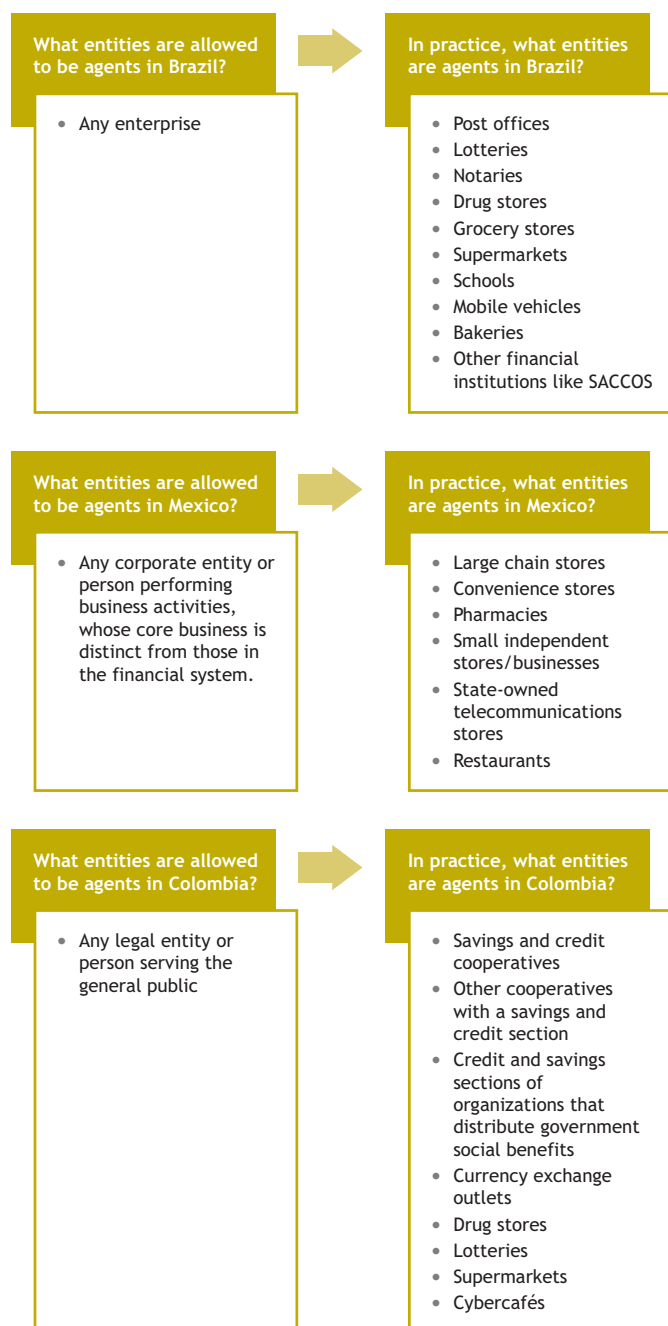 What entities are allowed
to be agents in Brazil?
• Any enterprise
In practice, what entities
are agents in Brazil?
• Post offices
• Lotteries
• Notaries
• Drug stores
• Grocery stores
• Supermarkets
• Schools
• Mobile vehicles
• Bakeries
• Other financial
institutions like SACCOS
What entities are allowed
to be agents in Mexico?
• Any corporate entity or
person performing
business activities,
whose core business is
distinct from those in
the financial system.
In practice, what entities
are agents in Mexico?
• Large chain stores
• Convenience stores
• Pharmacies
• Small independent
stores/businesses
• State-owned
telecommunications
stores
• Restaurants
What entities are allowed
to be agents in Colombia?
• Any legal entity or
person serving the
general public
In practice, what entities
are agents in Colombia?
• Savings and credit
cooperatives
• Other cooperatives
with a savings and
credit section
• Credit and savings
sections of
organizations that
distribute government
social benefits
• Currency exchange
outlets
• Drug stores
• Lotteries
• Supermarkets
• Cybercafés